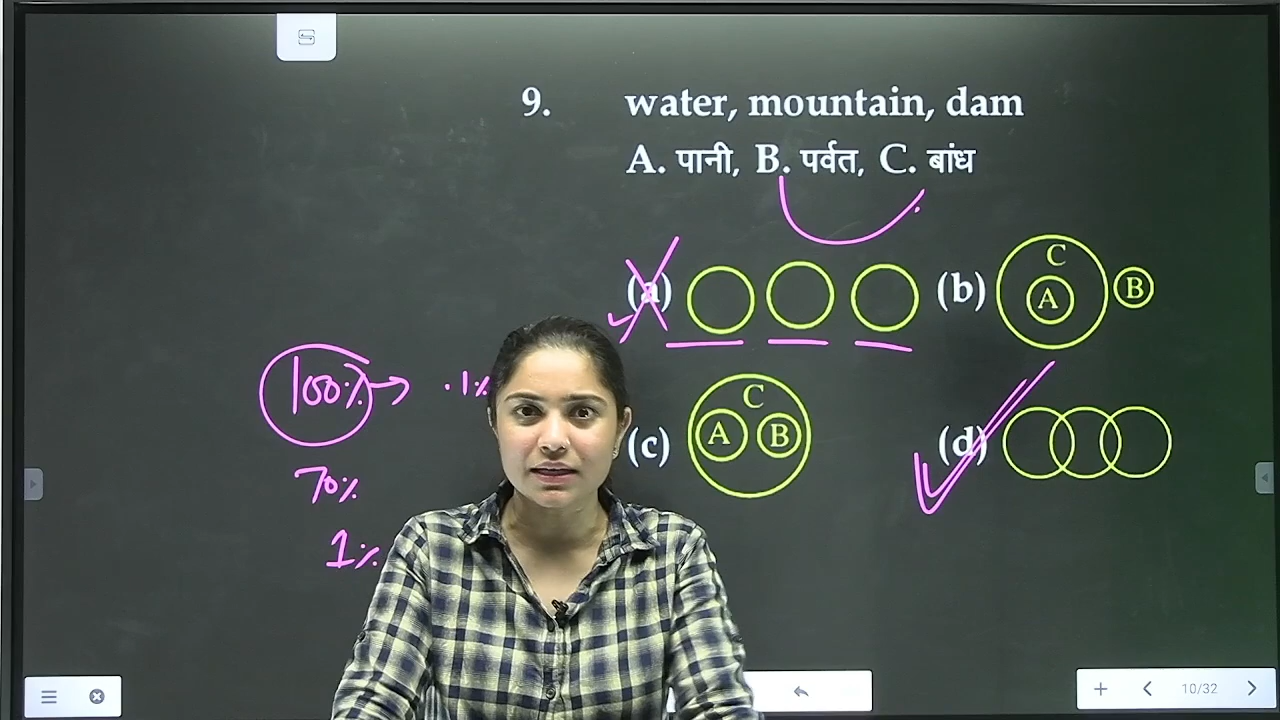 9. water, mountain, dam
A. पानी, B. पर्वत, C. बांध
(a) (b) C A B
(c) C A B (d)
100% → .1%
70%
1%
10/32